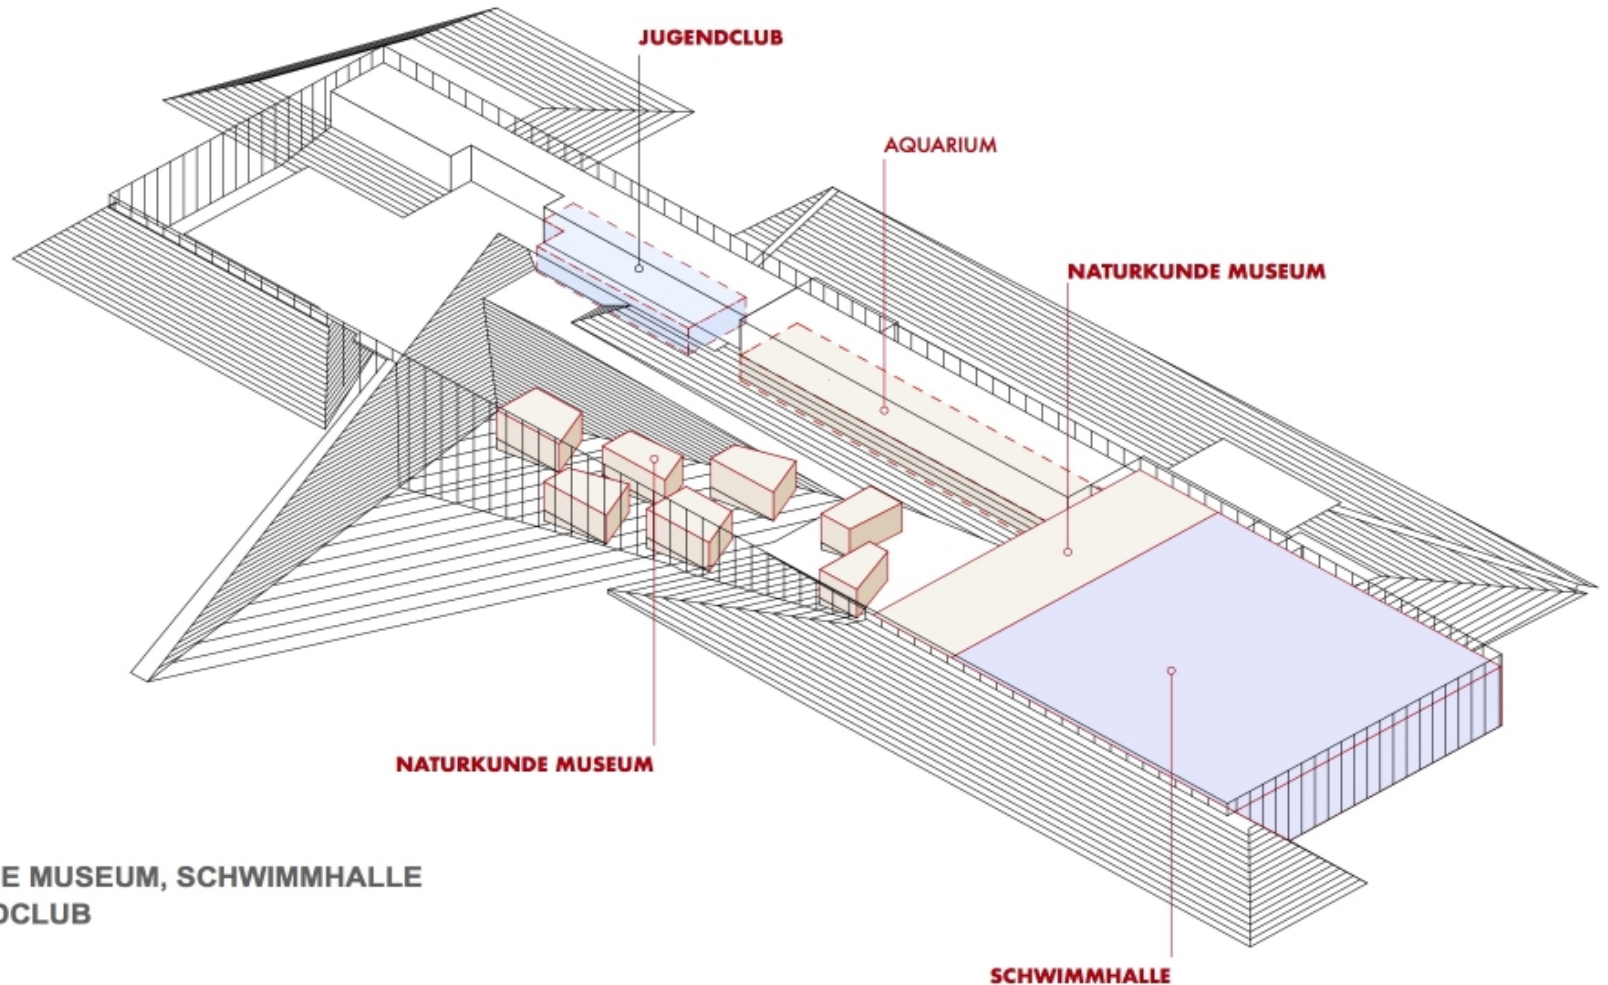 JUGENDCLUB
AQUARIUM
NATURKUNDE MUSEUM
NATURKUNDE MUSEUM
E MUSEUM, SCHWIMMHALLE
DCLUB
SCHWIMMHALLE